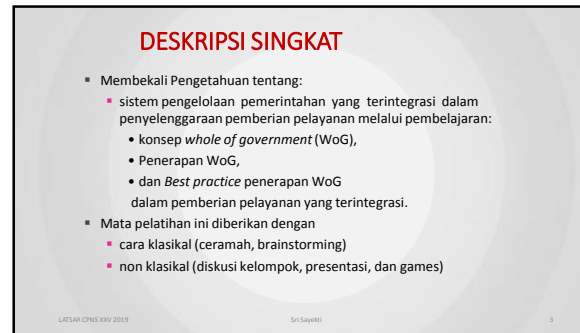 DESKRIPSI SINGKAT
▪ Membekali Pengetahuan tentang:
▪ sistem pengelolaan pemerintahan yang terintegrasi dalam
penyelenggaraan pemberian pelayanan melalui pembelajaran:
• konsep whole of government (WoG),
• Penerapan WoG,
• dan Best practice penerapan WoG
dalam pemberian pelayanan yang terintegrasi.
▪ Mata pelatihan ini diberikan dengan
▪ cara klasikal (ceramah, brainstorming)
▪ non klasikal (diskusi kelompok, presentasi, dan games)
LATSAR CPNS XXV 2019 Sri Sayekti 3